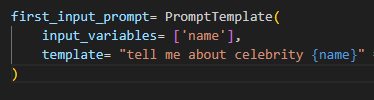 first_input_prompt= PromptTemplate(
    input_variables= ['name'],
    template= "tell me about celebrity {name}"
)